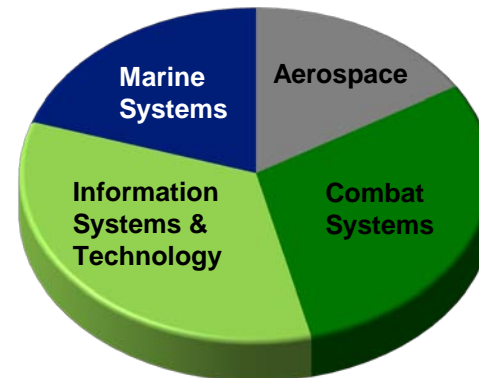 Marine
Systems
Aerospace
Information
Systems &
Technology
Combat
Systems